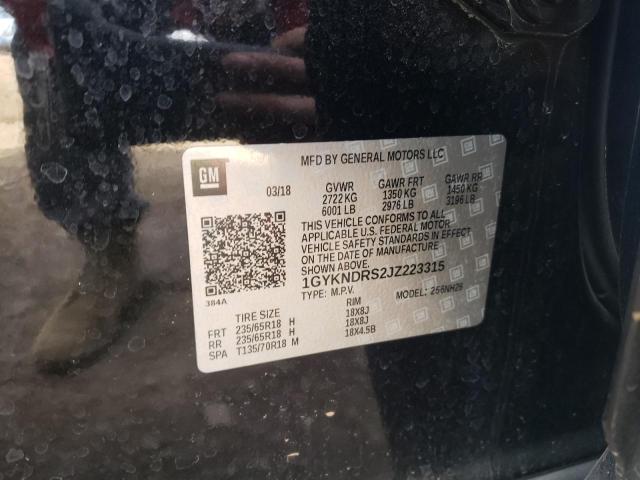 GM
MFD BY GENERAL MOTORS LLC
03/18 GVWR GAWR FRT GAWR RR
2722 KG 1350 KG 1450 KG
6001 LB 2976 LB 3196 LB
THIS VEHICLE CONFORMS TO ALL
APPLICABLE U.S. FEDERAL MOTOR
VEHICLE SAFETY STANDARDS IN EFFECT
ON THE DATE OF MANUFACTURE
SHOWN ABOVE.
1GYKNDRS2JZ223315
TYPE: M.P.V. MODEL: 256NH26
384A
TIRE SIZE RIM
FRT 235/65R18 H 18X8J
RR 235/65R18 H 18X8J
SPA T135/70R18 M 18X4.5B